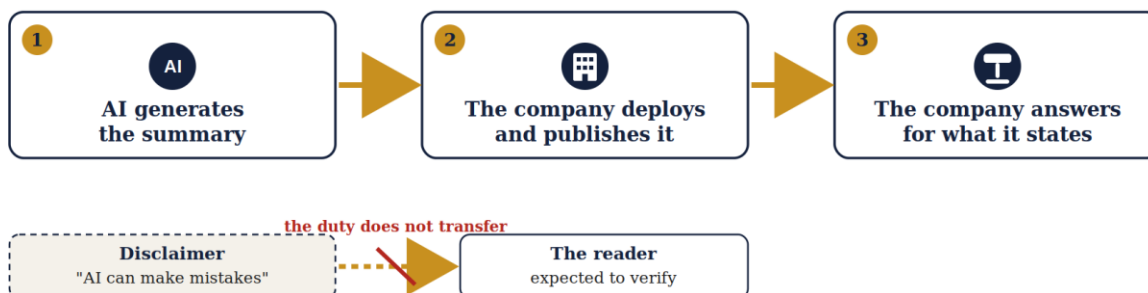 1
AI
AI generates
the summary
2
The company deploys
and publishes it
3
The company answers
for what it states
the duty does not transfer
Disclaimer
"AI can make mistakes"
The reader
expected to verify